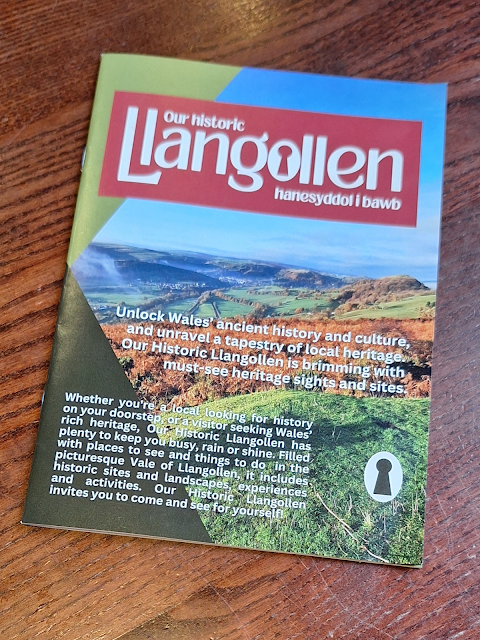 Our historic
Llangollen
hanesyddol i bawb
Unlock Wales' ancient history and culture,
and unravel a tapestry of local heritage.
Our Historic Llangollen is brimming with
must-see heritage sights and sites.
Whether you're a local looking for history
on your doorstep, or a visitor seeking Wales'
rich heritage, Our Historic Llangollen has
plenty to keep you busy, rain or shine. Filled
with places to see and things to do in the
picturesque Vale of Llangollen, it includes
historic sites and landscapes, experiences
and activities. Our Historic Llangollen
invites you to come and see for yourself!